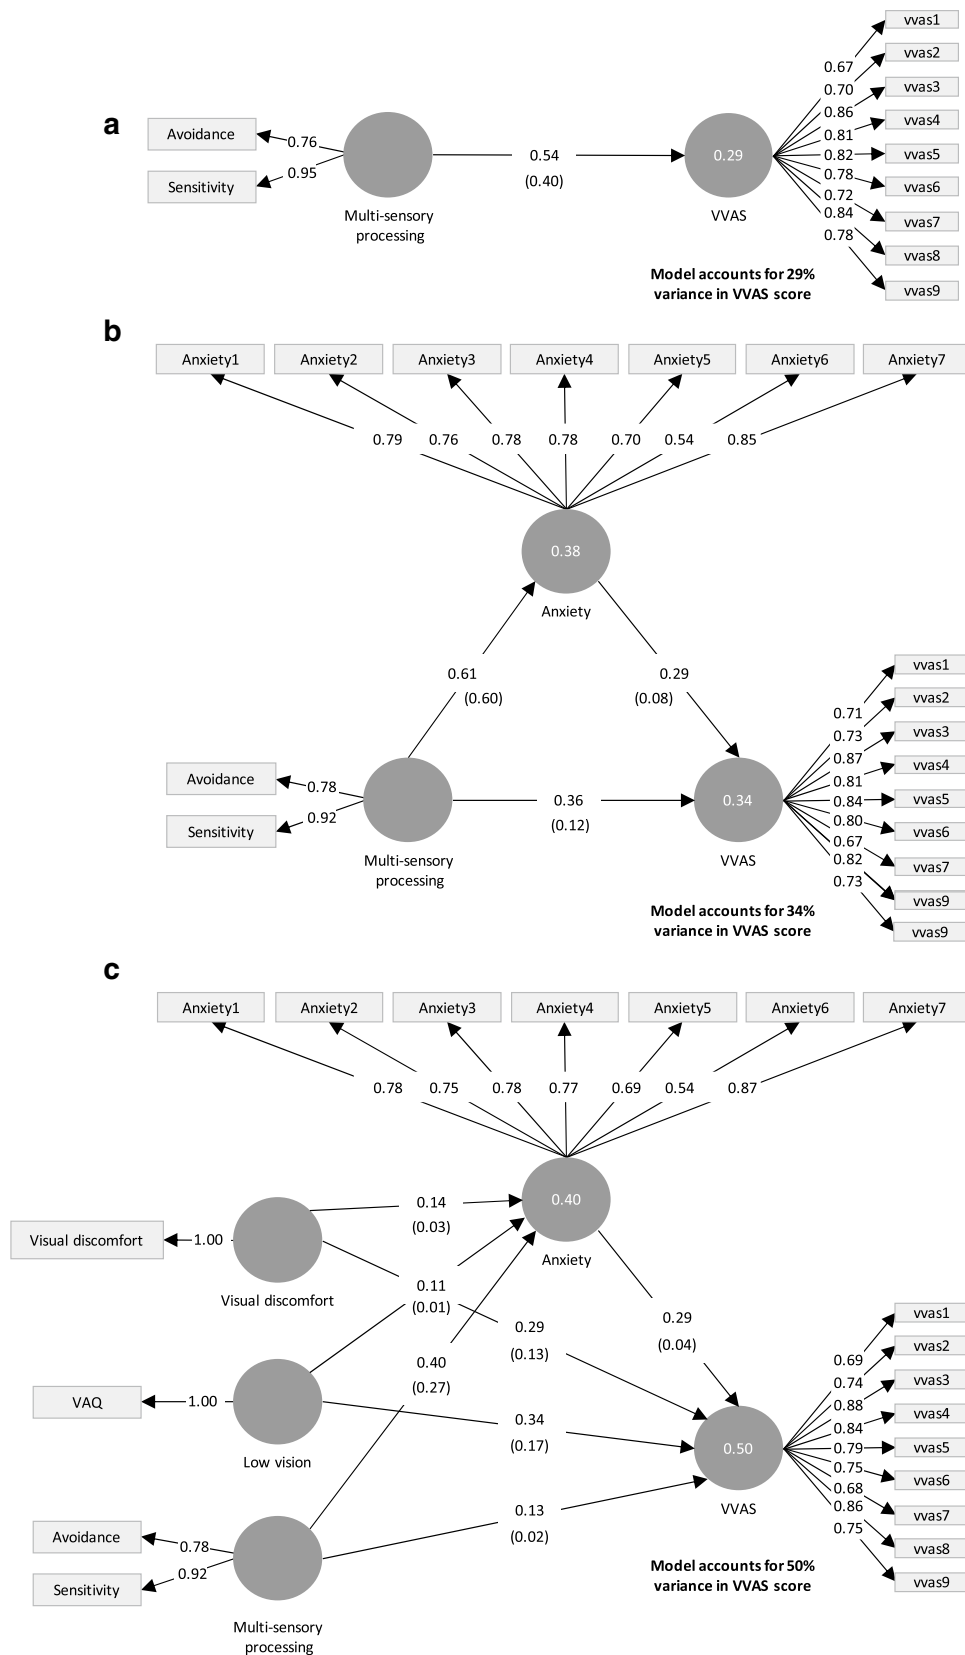 a
Avoidance
Sensitivity
0.76
0.95
Multi-sensory
processing
0.54
(0.40)
0.29
VVAS
0.67
0.70
0.86
0.81
0.82
0.78
0.72
0.84
0.78
vvas1
vvas2
vvas3
vvas4
vvas5
vvas6
vvas7
vvas8
vvas9
Model accounts for 29%
variance in VVAS score
b
Anxiety1
Anxiety2
Anxiety3
Anxiety4
Anxiety5
Anxiety6
Anxiety7
0.79
0.76
0.78
0.78
0.70
0.54
0.85
0.38
Anxiety
0.61
(0.60)
0.29
(0.08)
Avoidance
Sensitivity
0.78
0.92
Multi-sensory
processing
0.36
(0.12)
0.34
VVAS
0.71
0.73
0.87
0.81
0.84
0.80
0.67
0.82
0.73
vvas1
vvas2
vvas3
vvas4
vvas5
vvas6
vvas7
vvas9
vvas9
Model accounts for 34%
variance in VVAS score
c
Anxiety1
Anxiety2
Anxiety3
Anxiety4
Anxiety5
Anxiety6
Anxiety7
0.78
0.75
0.78
0.77
0.69
0.54
0.87
0.40
Anxiety
Visual discomfort
1.00
Visual discomfort
0.14
(0.03)
0.11
(0.01)
0.29
(0.13)
0.29
(0.04)
0.40
(0.27)
VAQ
1.00
Low vision
0.34
(0.17)
0.13
(0.02)
Avoidance
Sensitivity
0.78
0.92
Multi-sensory
processing
0.50
VVAS
0.69
0.74
0.88
0.84
0.79
0.75
0.68
0.86
0.75
vvas1
vvas2
vvas3
vvas4
vvas5
vvas6
vvas7
vvas8
vvas9
Model accounts for 50%
variance in VVAS score